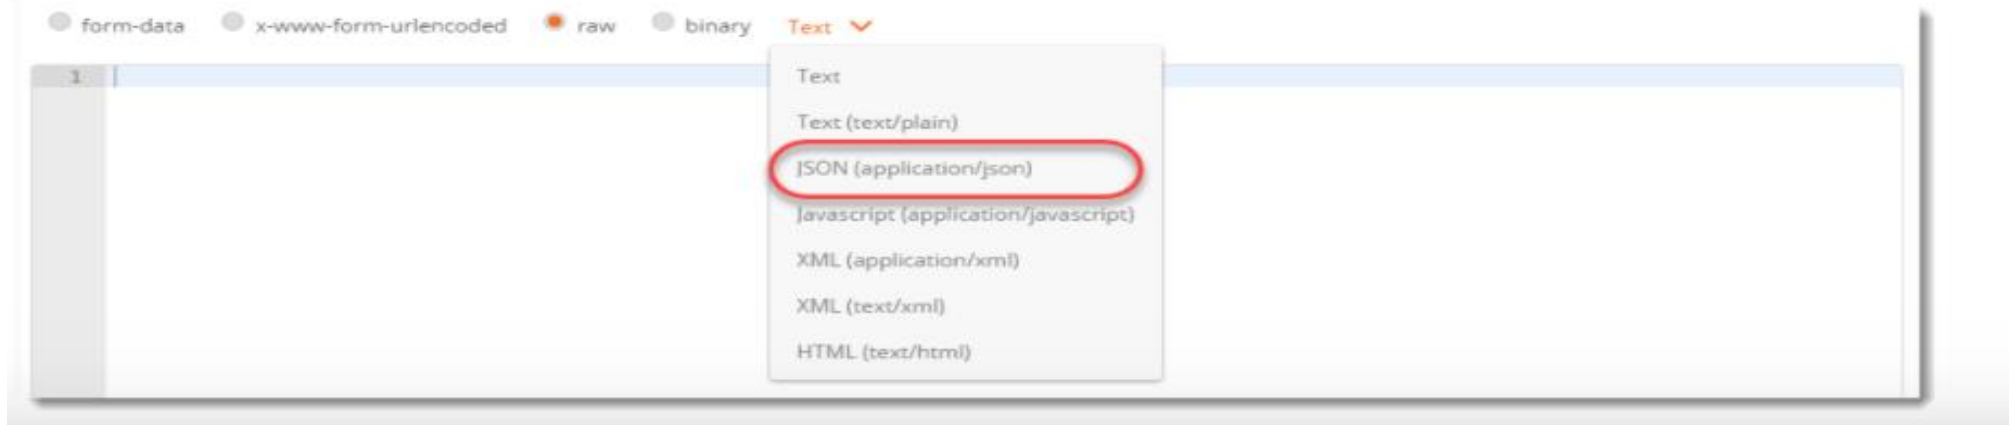 form-data x-www-form-urlencoded raw binary Text
1
Text
Text (text/plain)
JSON (application/json)
Javascript (application/javascript)
XML (application/xml)
XML (text/xml)
HTML (text/html)